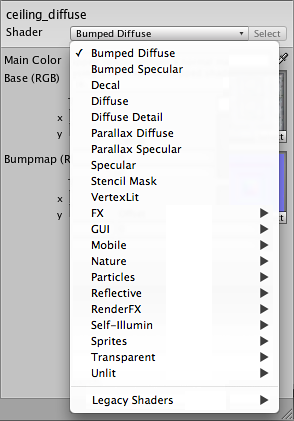 ceiling_diffuse
Shader Bumped Diffuse Select
Main Color
Base (RGB)
x
y
Bumpmap (R
x
y
✓ Bumped Diffuse
Bumped Specular
Decal
Diffuse
Diffuse Detail
Parallax Diffuse
Parallax Specular
Specular
Stencil Mask
VertexLit
FX
GUI
Mobile
Nature
Particles
Reflective
RenderFX
Self-Illumin
Sprites
Transparent
Unlit
Legacy Shaders